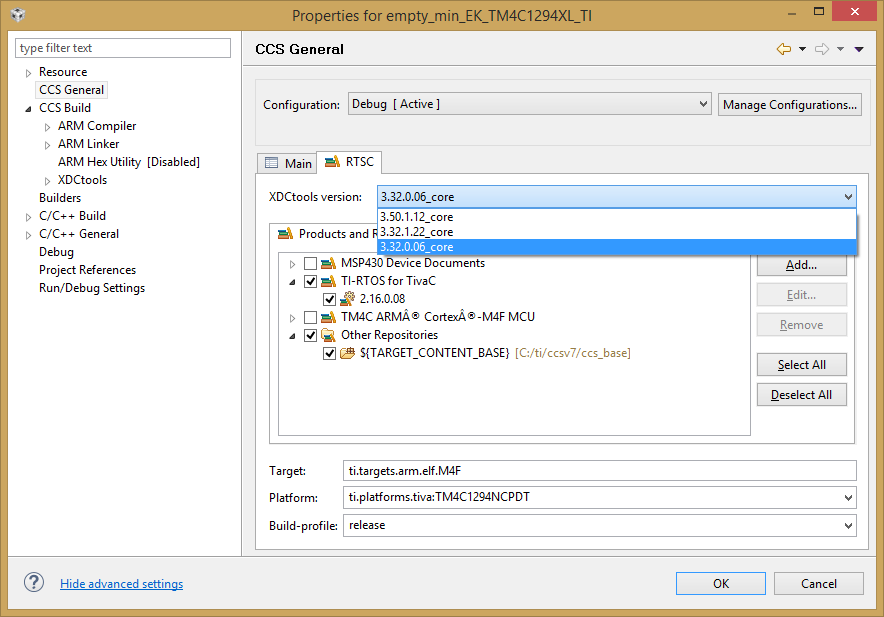 Properties for empty_min_EK_TM4C1294XL_TI
type filter text
Resource
CCS General
CCS Build
ARM Compiler
ARM Linker
ARM Hex Utility [Disabled]
XDCtools
Builders
C/C++ Build
C/C++ General
Debug
Project References
Run/Debug Settings
CCS General
Configuration: Debug [ Active ] Manage Configurations...
Main RTSC
XDCtools version: 3.32.0.06_core
3.50.1.12_core
3.32.1.22_core
3.32.0.06_core
Products and R
MSP430 Device Documents
TI-RTOS for TivaC
2.16.0.08
TM4C ARMÂ® CortexÂ®-M4F MCU
Other Repositories
${TARGET_CONTENT_BASE} [C:/ti/ccsv7/ccs_base]
Add...
Edit...
Remove
Select All
Deselect All
Target: ti.targets.arm.elf.M4F
Platform: ti.platforms.tiva:TM4C1294NCPDT
Build-profile: release
Hide advanced settings
OK Cancel